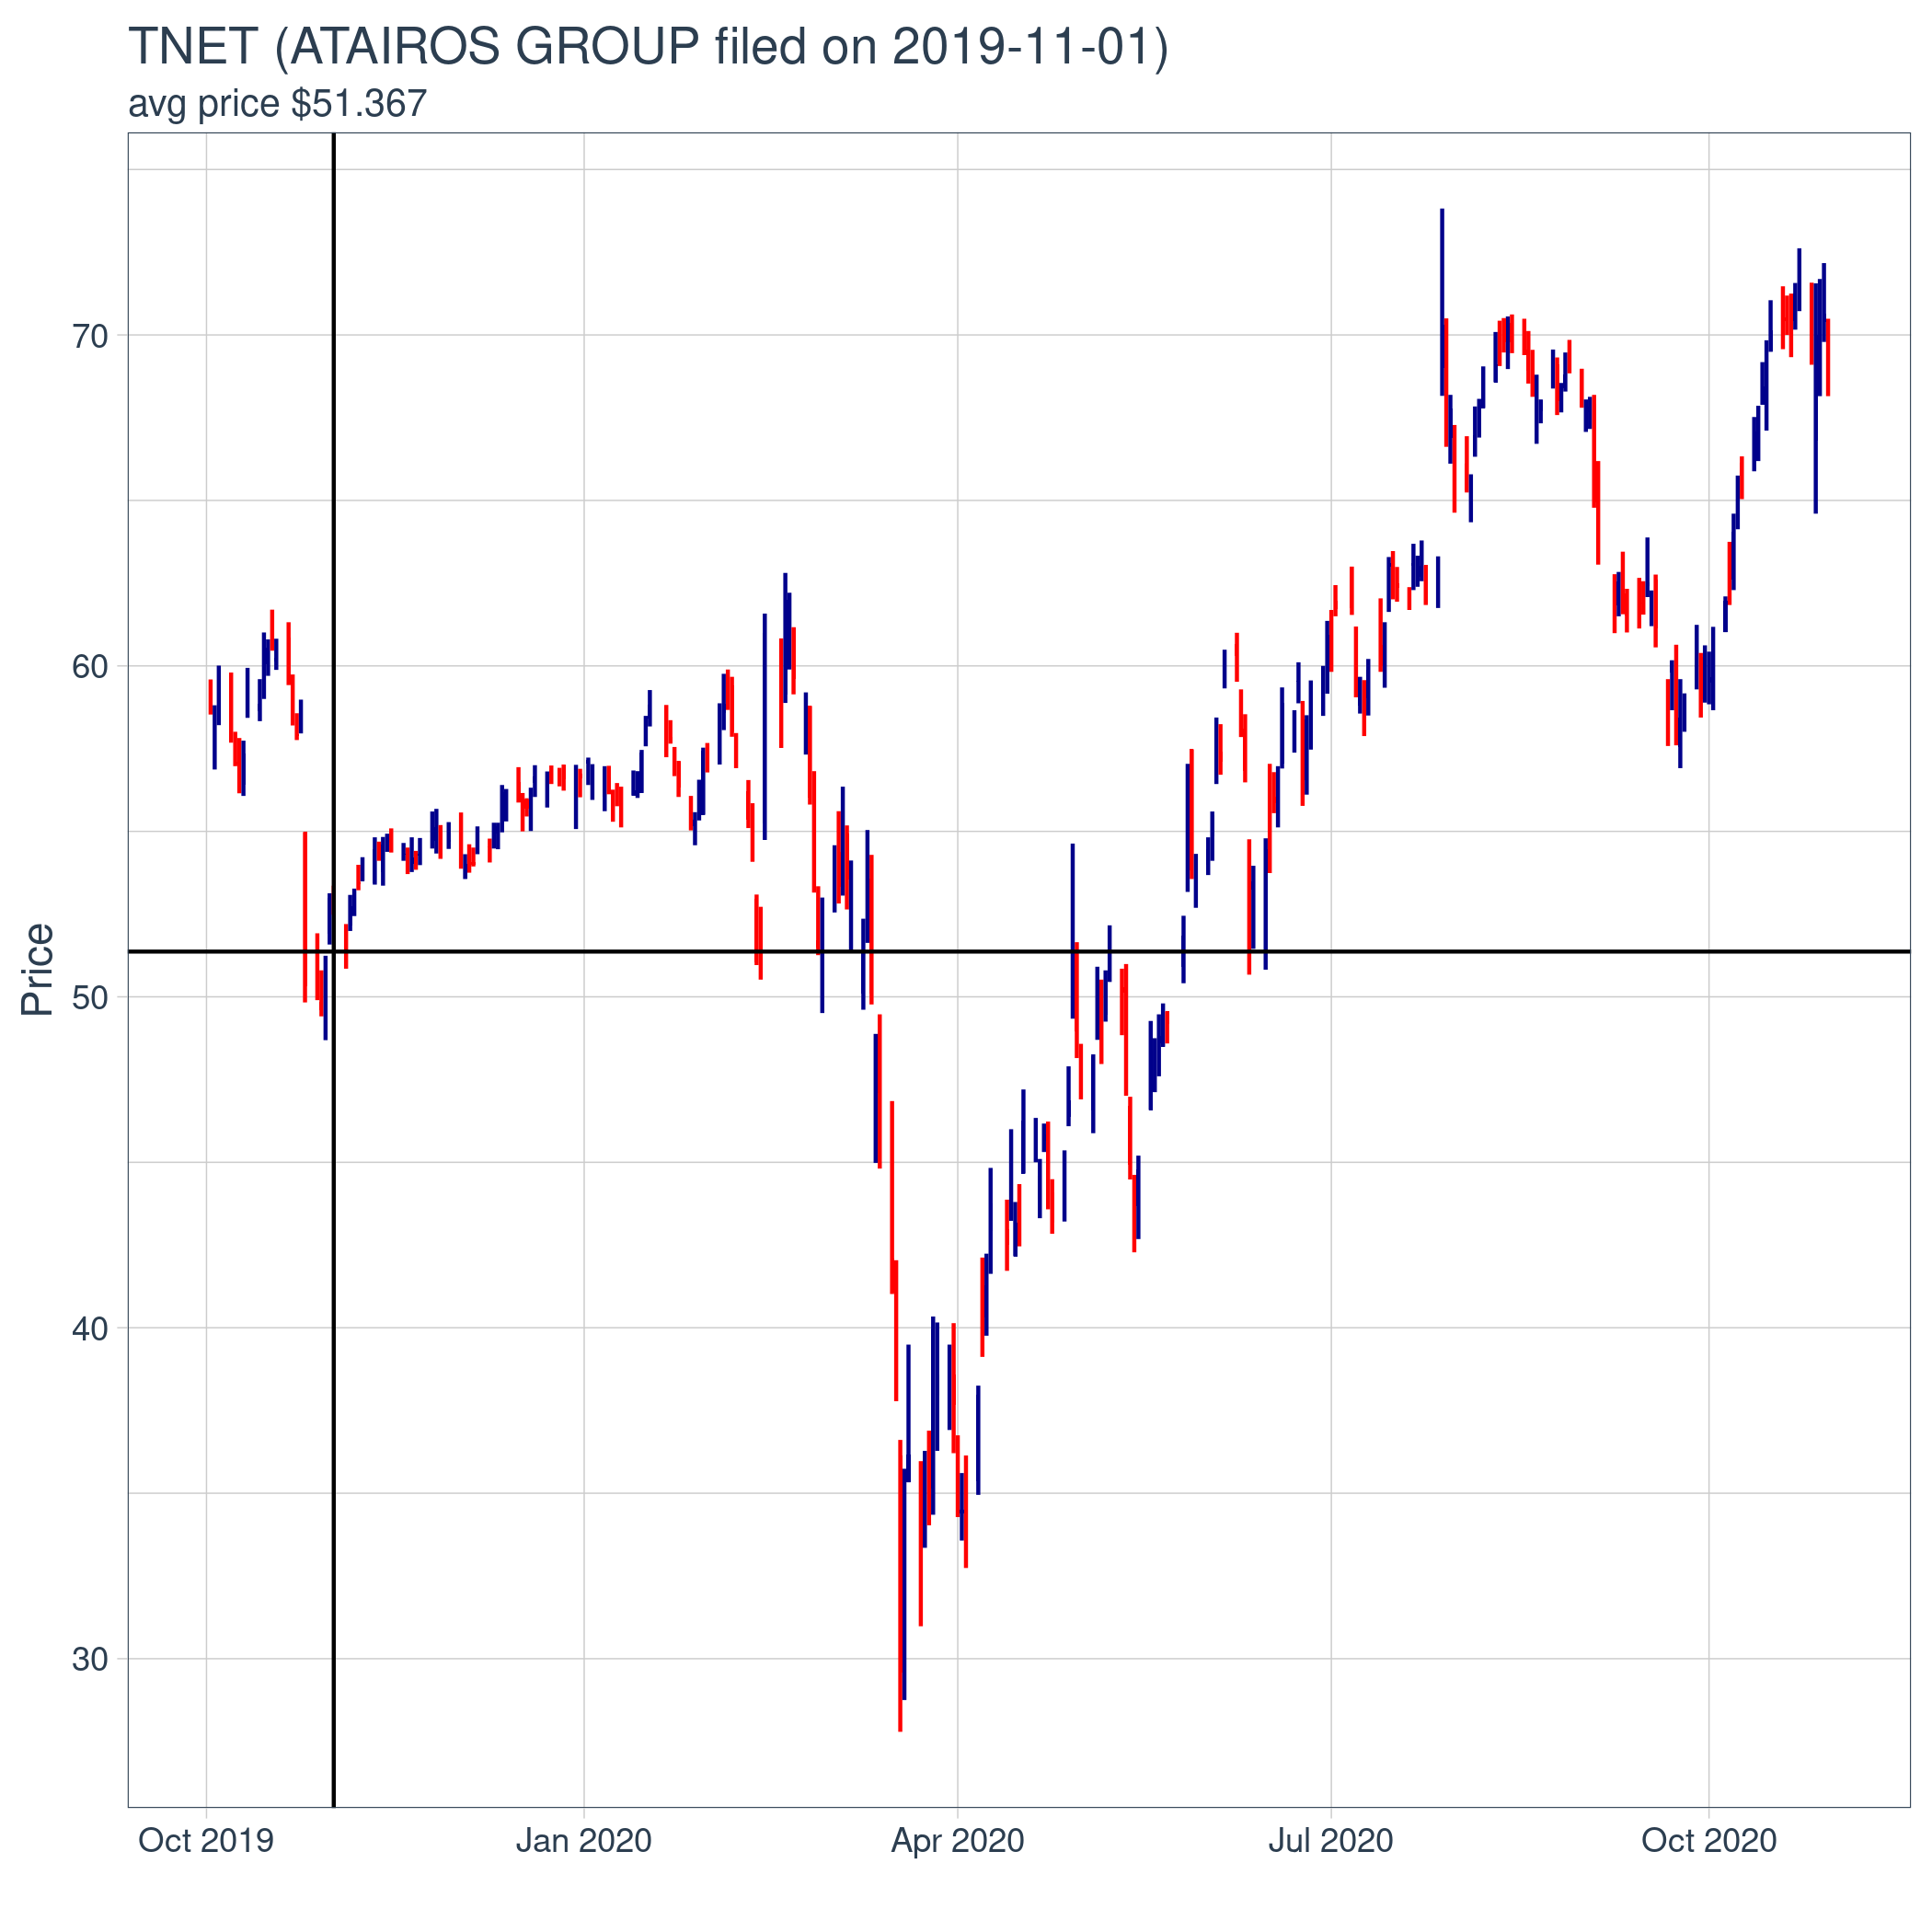 TNET (ATAIROS GROUP filed on 2019-11-01)
avg price $51.367
70
60
50
40
30
Price
Oct 2019
Jan 2020
Apr 2020
Jul 2020
Oct 2020